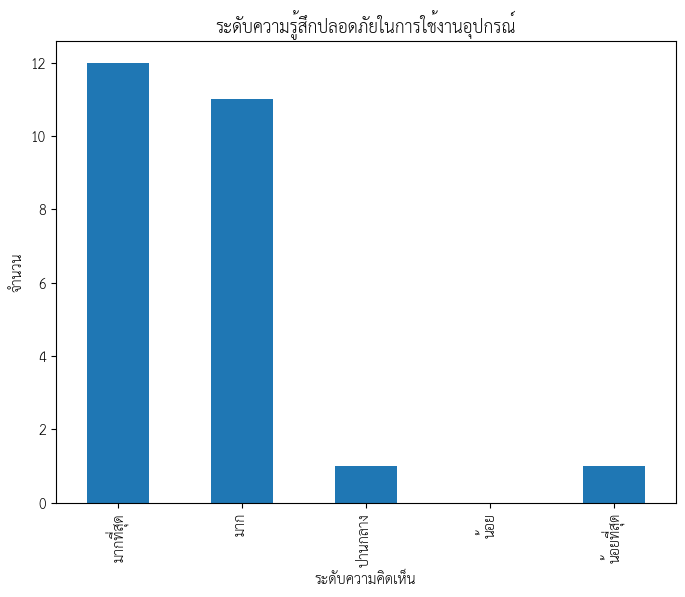 ระดับความรู้สึกปลอดภัยในการใช้งานอุปกรณ์
12
10
8
6
4
2
0
จำนวน
มากที่สุด
มาก
ปานกลาง
น้อย
น้อยที่สุด
ระดับความคิดเห็น